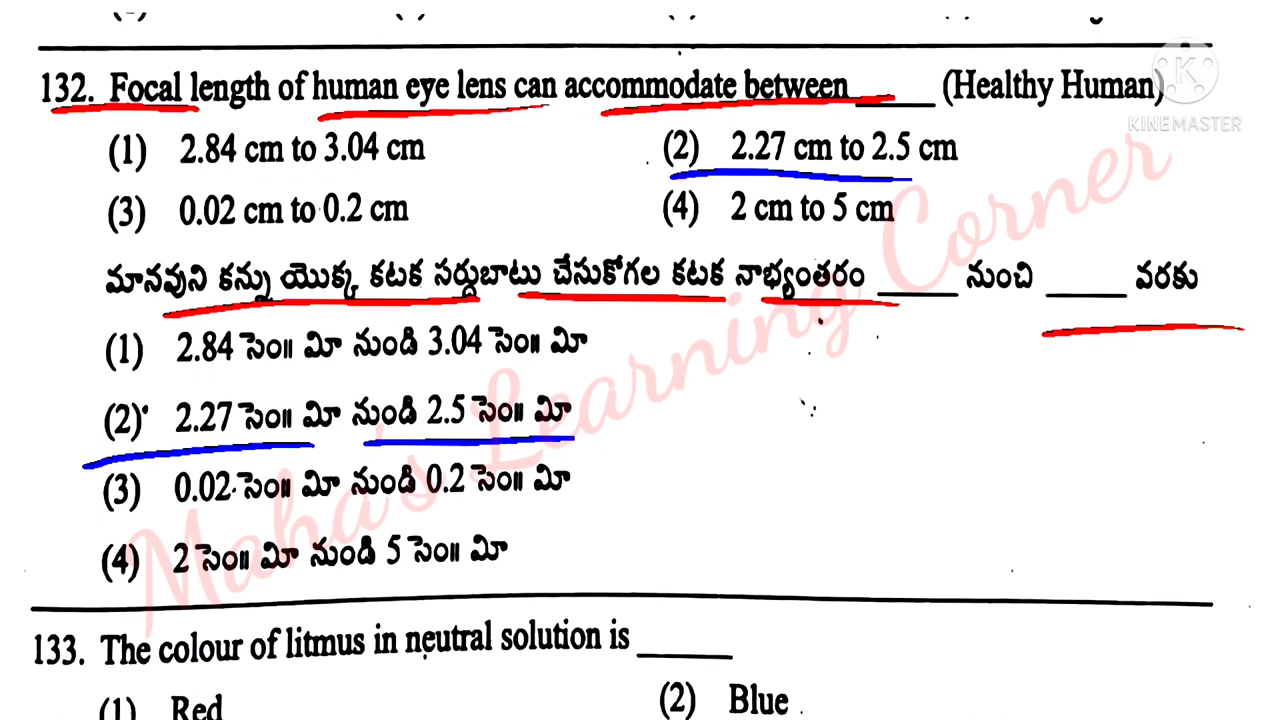 132. Focal length of human eye lens can accommodate between _____ (Healthy Human)
KINEMASTER
(1) 2.84 cm to 3.04 cm (2) 2.27 cm to 2.5 cm
(3) 0.02 cm to 0.2 cm (4) 2 cm to 5 cm
మానవుని కన్ను యొక్క కటక సర్దుబాటు చేసుకోగల కటక నాభ్యంతరం _____ నుంచి _____ వరకు
(1) 2.84 సెం॥ మీ నుండి 3.04 సెం॥ మీ
(2) 2.27 సెం॥ మీ నుండి 2.5 సెం॥ మీ
(3) 0.02 సెం॥ మీ నుండి 0.2 సెం॥ మీ
(4) 2 సెం॥ మీ నుండి 5 సెం॥ మీ
Maha's Learning Corner
133. The colour of litmus in neutral solution is _____
(1) Red (2) Blue